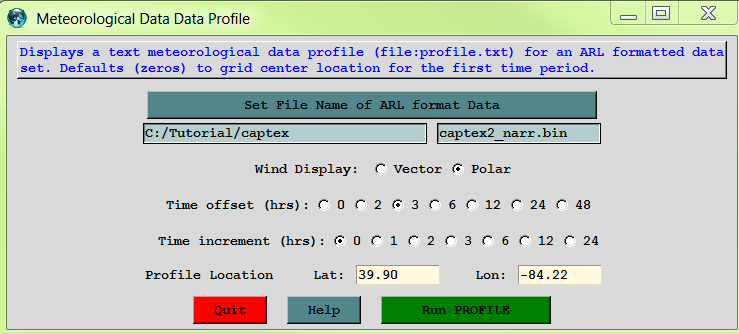 Meteorological Data Data Profile
Displays a text meteorological data profile (file:profile.txt) for an ARL formatted data
set. Defaults (zeros) to grid center location for the first time period.
Set File Name of ARL format Data
C:/Tutorial/captex captex2_narr.bin
Wind Display: Vector Polar
Time offset (hrs): 0 2 3 6 12 24 48
Time increment (hrs): 0 1 2 3 6 12 24
Profile Location Lat: 39.90 Lon: -84.22
Quit Help Run PROFILE